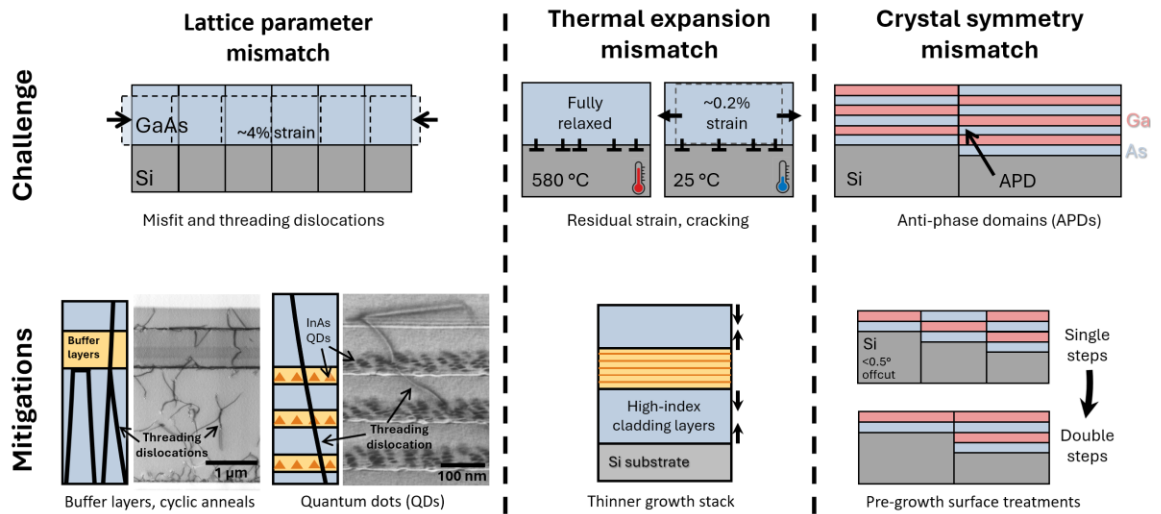 Lattice parameter
mismatch
Thermal expansion
mismatch
Crystal symmetry
mismatch
Challenge
GaAs
~4% strain
Si
Misfit and threading dislocations
Fully
relaxed
580 °C
~0.2%
strain
25 °C
Residual strain, cracking
Ga
As
Si
APD
Anti-phase domains (APDs)
Mitigations
Buffer
layers
Threading
dislocations
1 µm
Buffer layers, cyclic anneals
InAs
QDs
Threading
dislocation
100 nm
Quantum dots (QDs)
High-index
cladding layers
Si substrate
Thinner growth stack
Si
<0.5° 
offcut
Single
steps
Double
steps
Pre-growth surface treatments